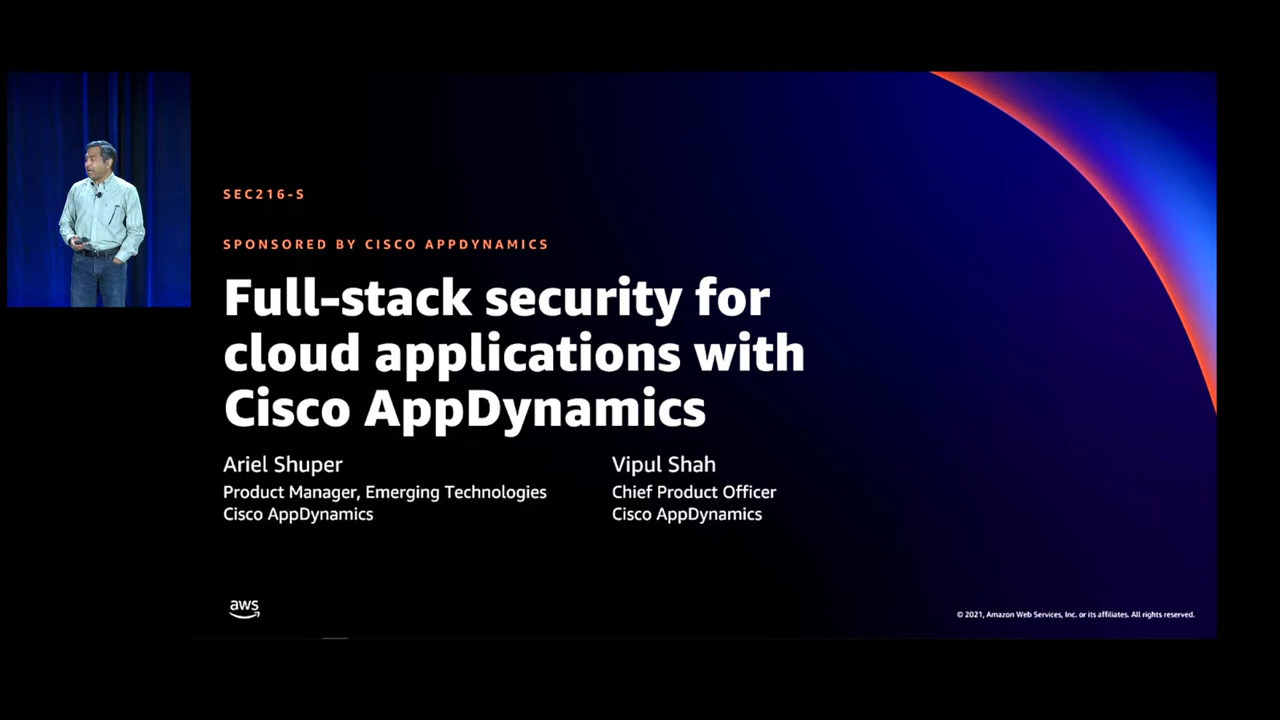 SEC216-S
SPONSORED BY CISCO APPDYNAMICS
Full-stack security for
cloud applications with
Cisco AppDynamics
Ariel Shuper
Product Manager, Emerging Technologies
Cisco AppDynamics
Vipul Shah
Chief Product Officer
Cisco AppDynamics
aws
© 2021, Amazon Web Services, Inc. or its affiliates. All rights reserved.